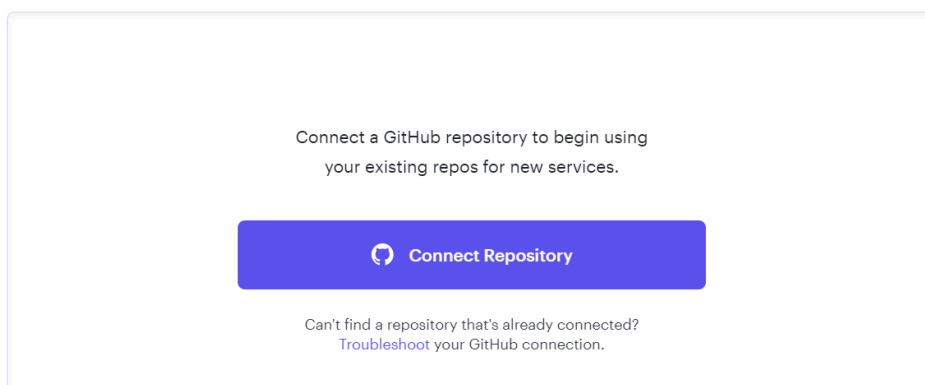 Connect a GitHub repository to begin using
your existing repos for new services.
Connect Repository
Can't find a repository that's already connected?
Troubleshoot your GitHub connection.